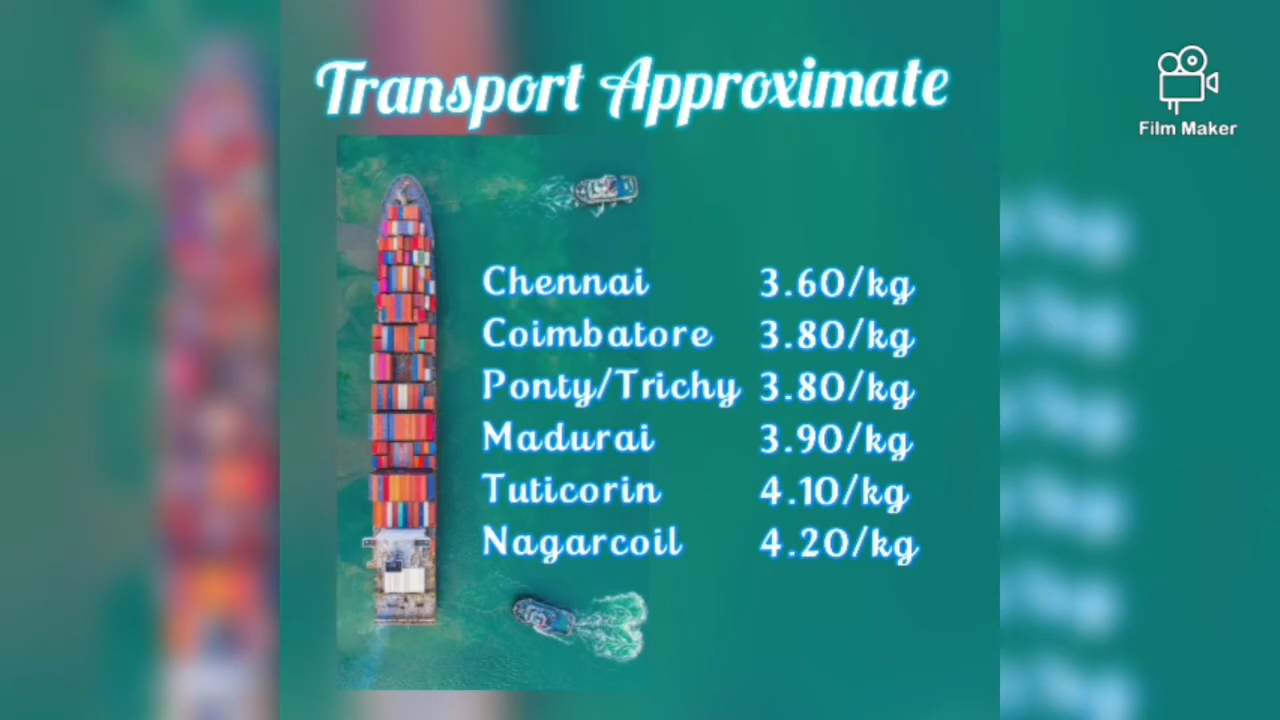 Transport Approximate
Film Maker
Chennai 3.60/kg
Coimbatore 3.80/kg
Ponty/Trichy 3.80/kg
Madurai 3.90/kg
Tuticorin 4.10/kg
Nagarcoil 4.20/kg